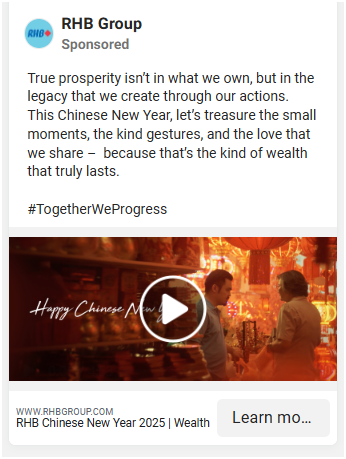 RHB
RHB Group
Sponsored
True prosperity isn’t in what we own, but in the
legacy that we create through our actions.
This Chinese New Year, let’s treasure the small
moments, the kind gestures, and the love that
we share –  because that’s the kind of wealth
that truly lasts.
#TogetherWeProgress
Happy Chinese New
WWW.RHBGROUP.COM
RHB Chinese New Year 2025 | Wealth
Learn mo…